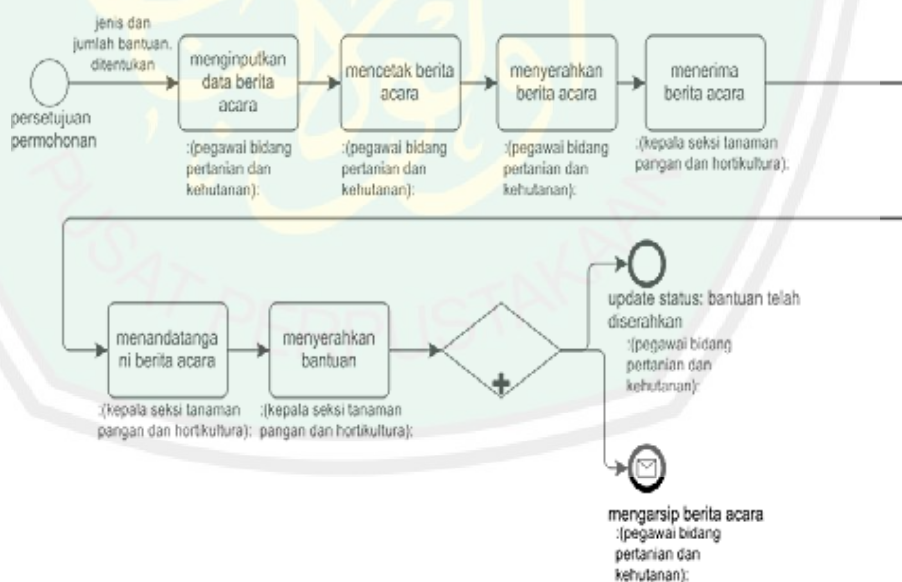 jenis dan
jumlah bantuan.
ditentukan
persetujuan
permohonan
menginputkan
data berita
acara
:(pegawai bidang
pertanian dan
kehutanan):
mencetak berita
acara
:(pegawai bidang
pertanian dan
kehutanan):
menyerahkan
berita acara
:(pegawai bidang
pertanian dan
kehutanan):
menerima
berita acara
:(kepala seksi tanaman
pangan dan hortikultura):
menandatanga
ni berita acara
:(kepala seksi tanaman
pangan dan hortikultura):
menyerahkan
bantuan
:(kepala seksi tanaman
pangan dan hortikultura):
update status: bantuan telah
diserahkan
:(pegawai bidang
pertanian dan
kehutanan):
mengarsip berita acara
:(pegawai bidang
pertanian dan
kehutanan):
PUSAT PERPUSTAKAAN